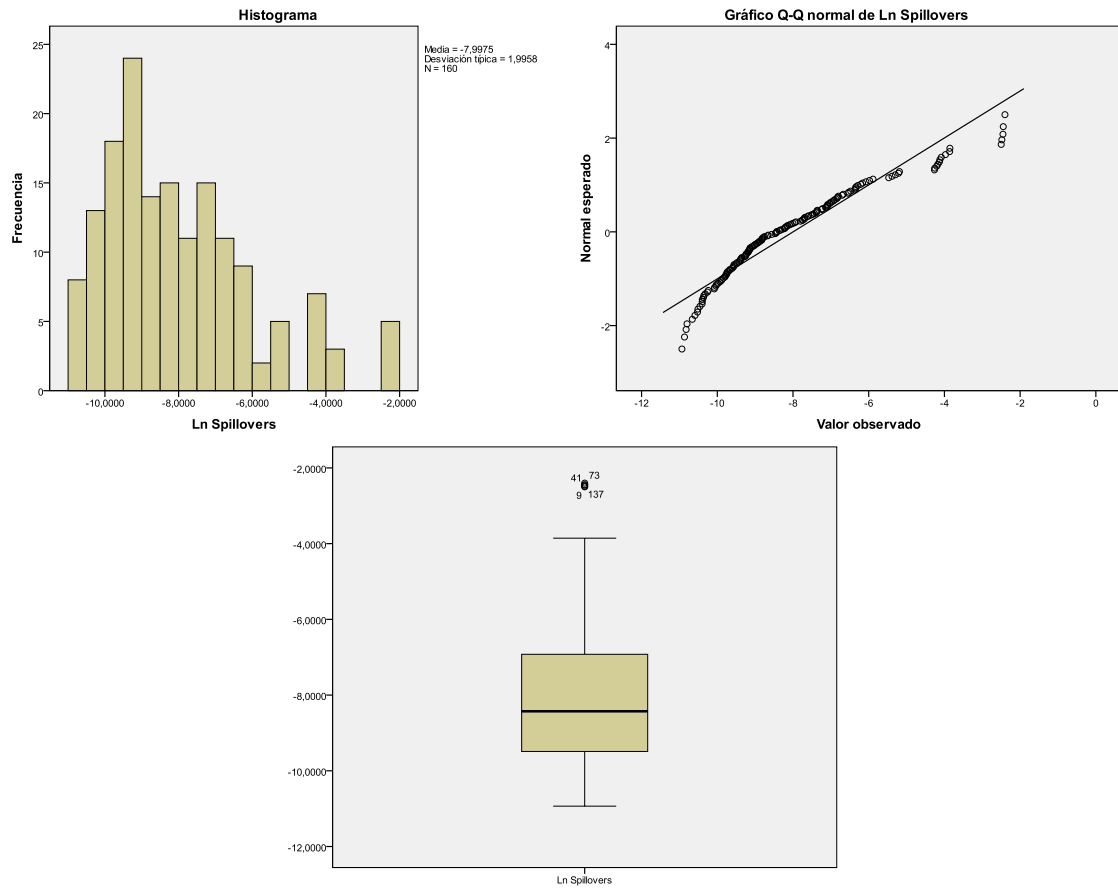 Histograma
Media = -7,9975
Desviación típica = 1,9958
N = 160
Frecuencia
25
20
15
10
5
0
-10,0000 -8,0000 -6,0000 -4,0000 -2,0000
Ln Spillovers
Gráfico Q-Q normal de Ln Spillovers
Normal esperado
4
2
0
-2
-12 -10 -8 -6 -4 -2 0
Valor observado
-2,0000
-4,0000
-6,0000
-8,0000
-10,0000
-12,0000
41 73
9 137
Ln Spillovers